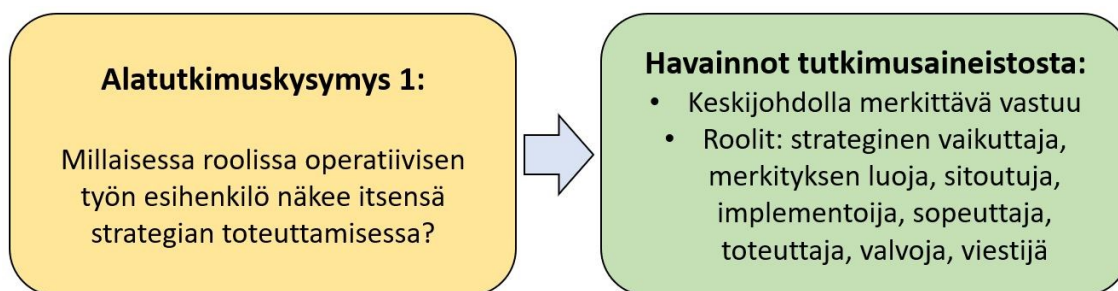 Alatutkimuskysymys 1:
Millaisessa roolissa operatiivisen
työn esihenkilö näkee itsensä
strategian toteuttamisessa?
Havainnot tutkimusaineistosta:
• Keskijohdolla merkittävä vastuu
• Roolit: strateginen vaikuttaja,
merkityksen luoja, sitoutuja,
implementoija, sopeuttaja,
toteuttaja, valvoja, viestijä